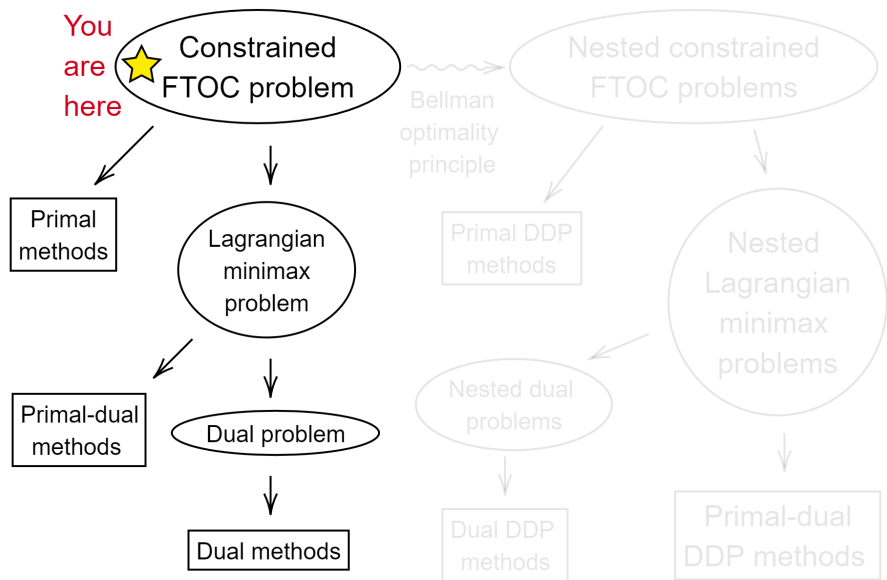 You
are
here
Constrained
FTOC problem
Bellman
optimality
principle
Nested constrained
FTOC problems
Primal
methods
Lagrangian
minimax
problem
Primal DDP
methods
Nested
Lagrangian
minimax
problems
Primal-dual
methods
Dual problem
Nested dual
problems
Dual methods
Dual DDP
methods
Primal-dual
DDP methods